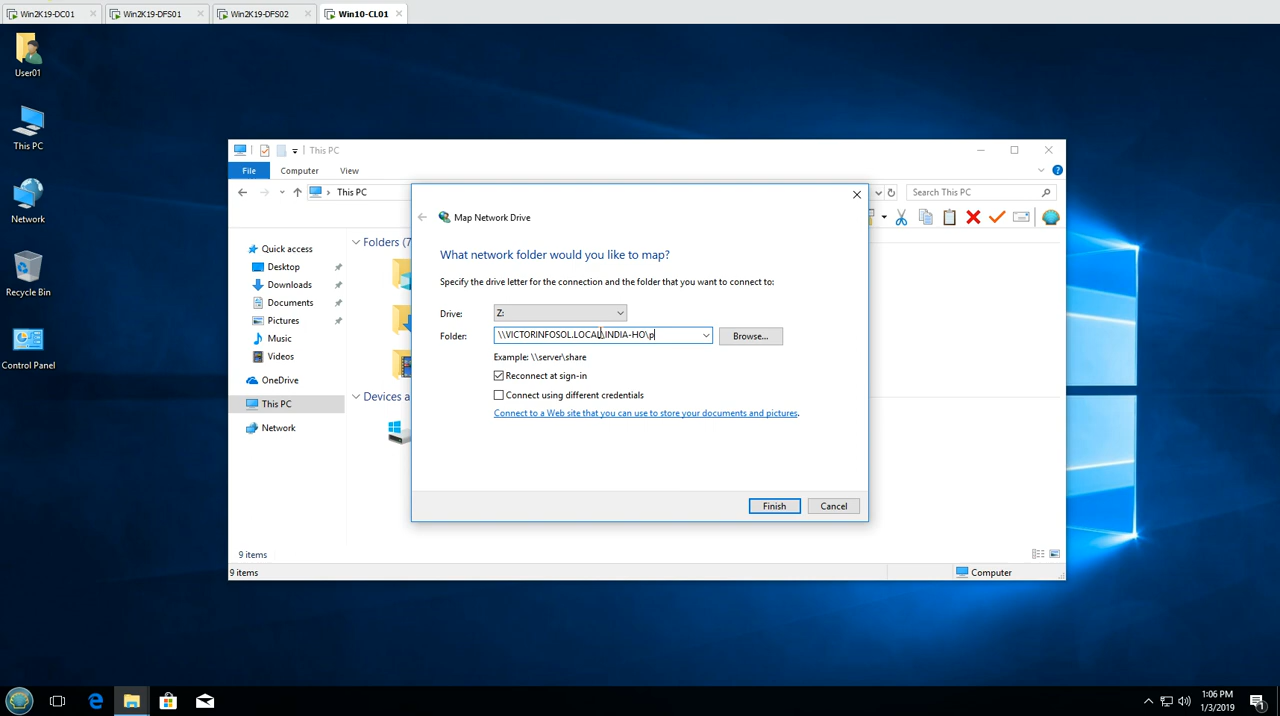 Win2K19-DC01
Win2K19-DFS01
Win2K19-DFS02
Win10-CL01
User01
This PC
Network
Recycle Bin
Control Panel
This PC
File
Computer
View
This PC
Search This PC
Quick access
Desktop
Downloads
Documents
Pictures
Music
Videos
OneDrive
This PC
Network
Folders (7
Devices a
Map Network Drive
What network folder would you like to map?
Specify the drive letter for the connection and the folder that you want to connect to:
Drive: Z:
Folder: \\VICTORINFOSOL.LOCAL\INDIA-HO\p
Browse...
Example: \\server\share
Reconnect at sign-in
Connect using different credentials
Connect to a Web site that you can use to store your documents and pictures.
Finish
Cancel
9 items
9 items
Computer
1:06 PM
1/3/2019
1